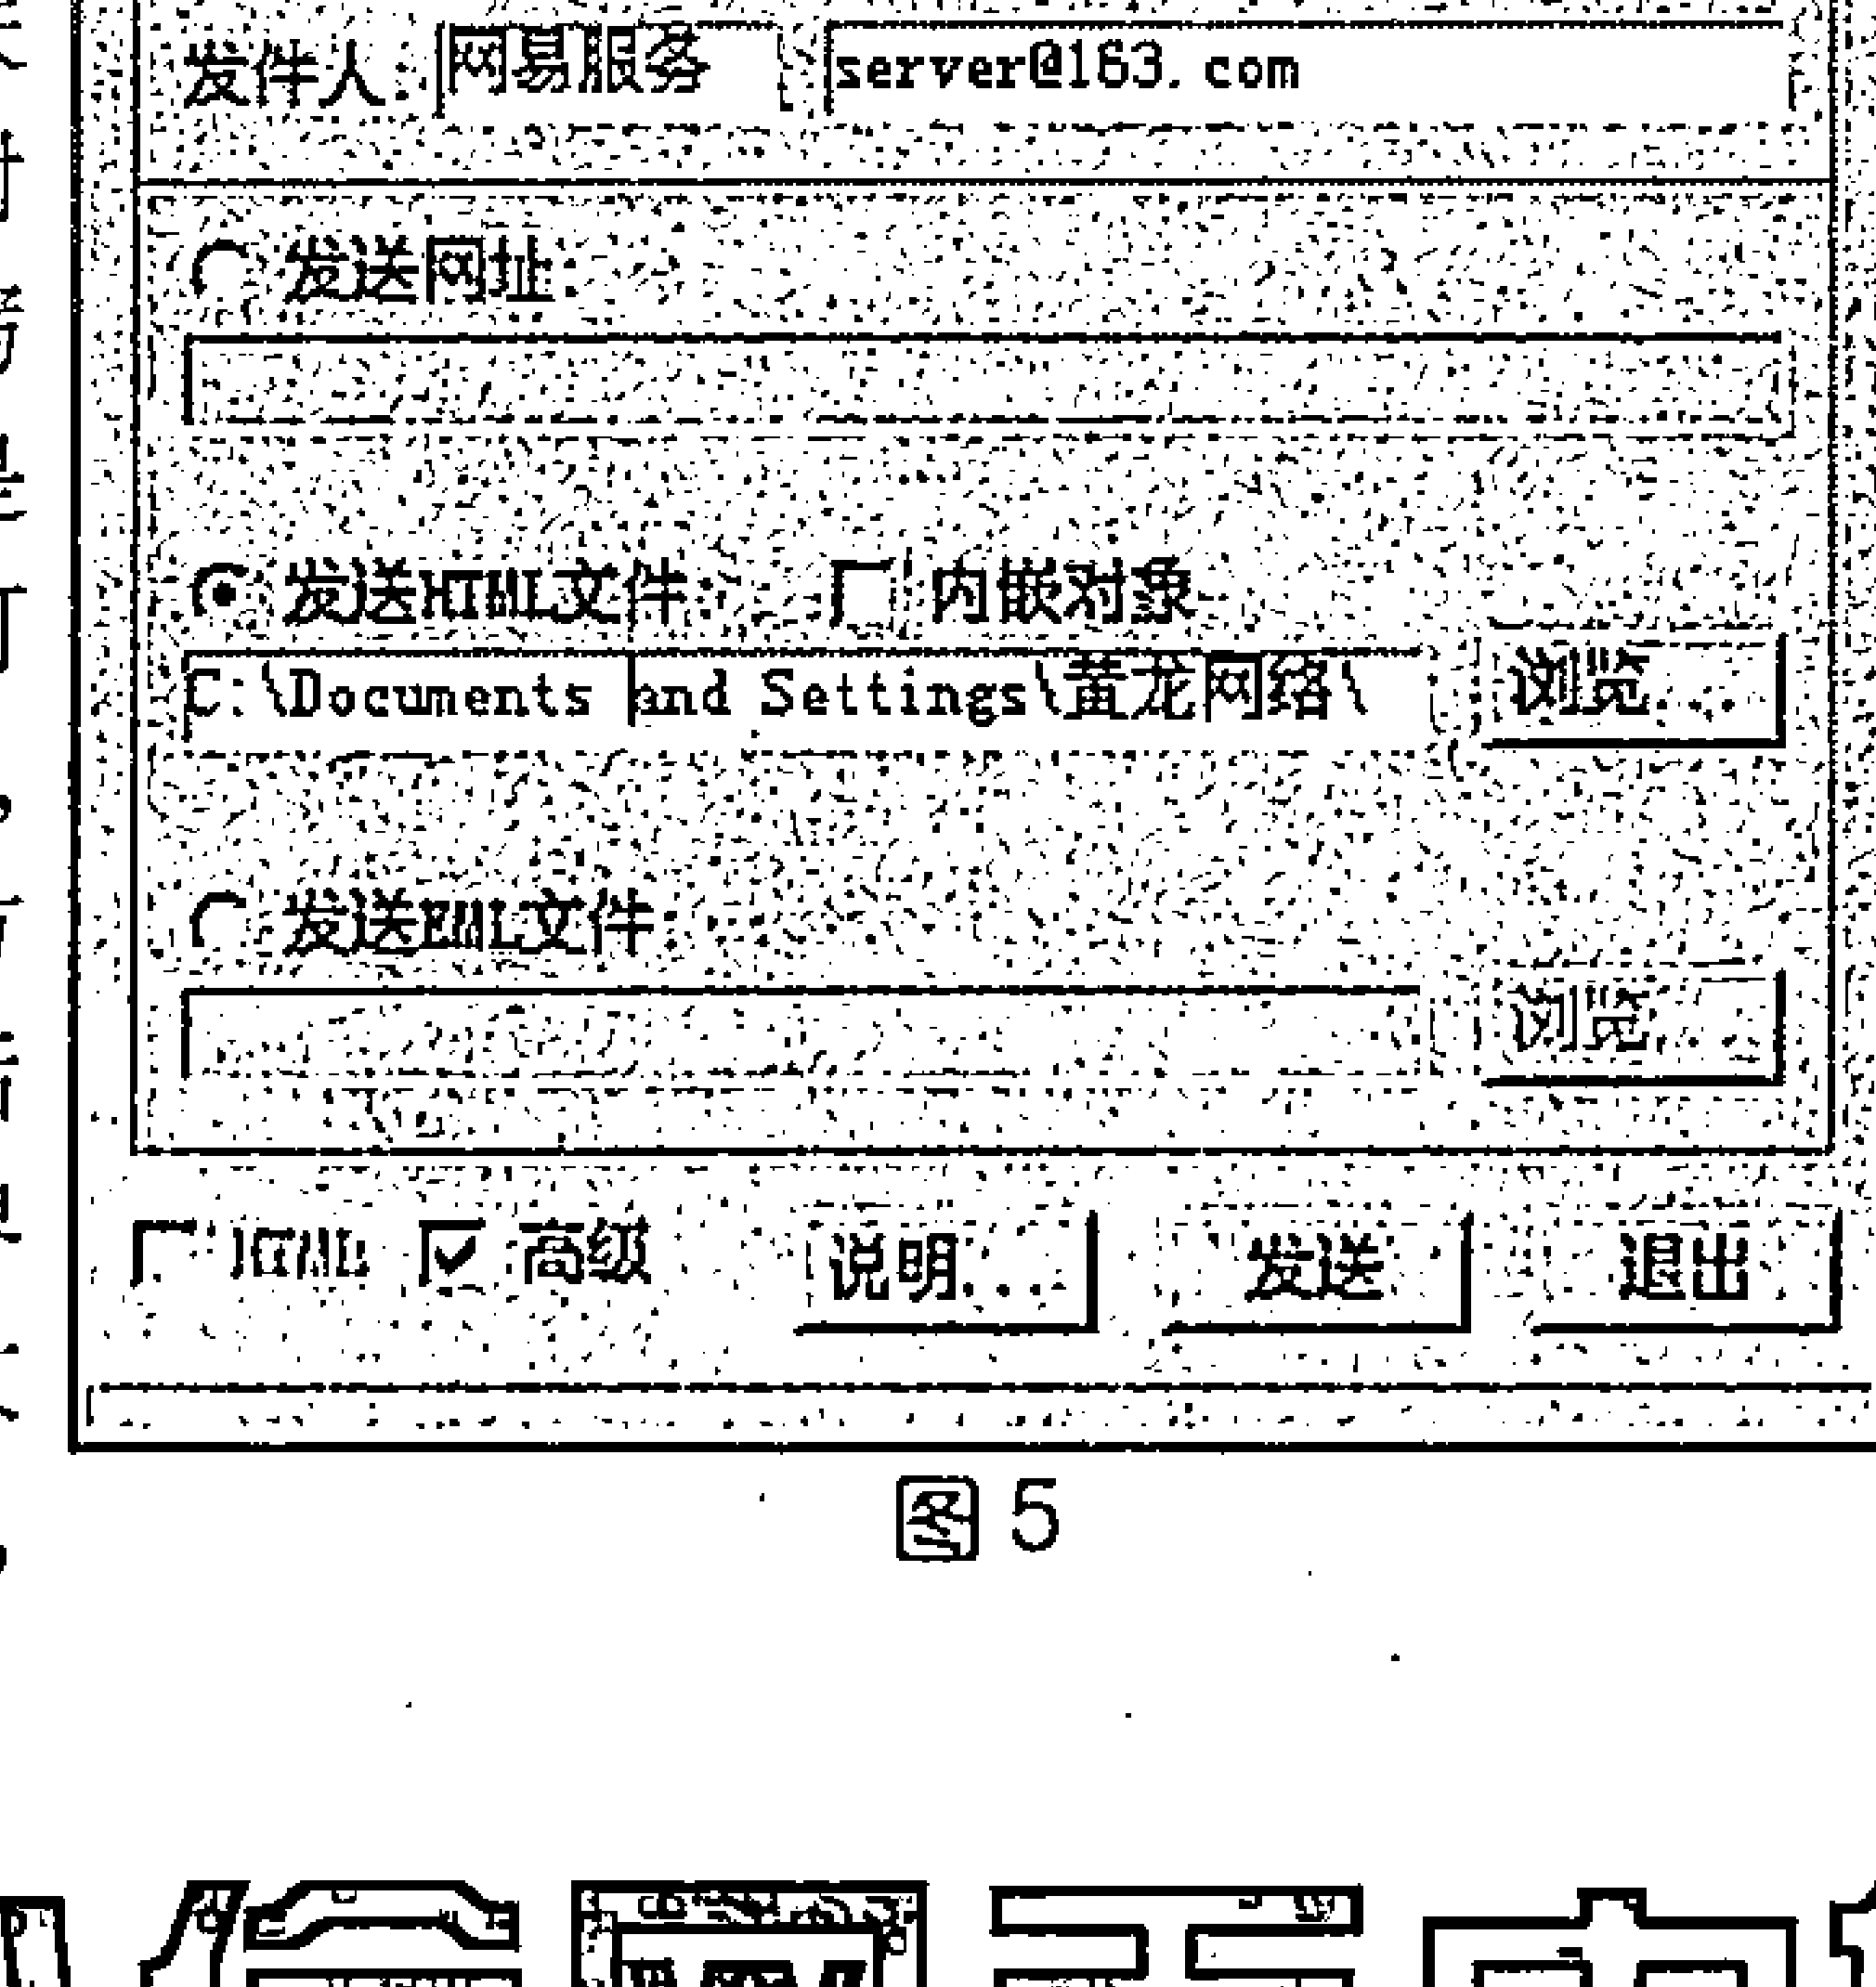 发件人: 网易服务 server@163.com
发送网址:
发送HTML文件: 内嵌对象
C:\Documents and Settings\黄龙网络\ 浏览...
发送EML文件
浏览...
HTML 高级 说明... 发送 退出
图 5